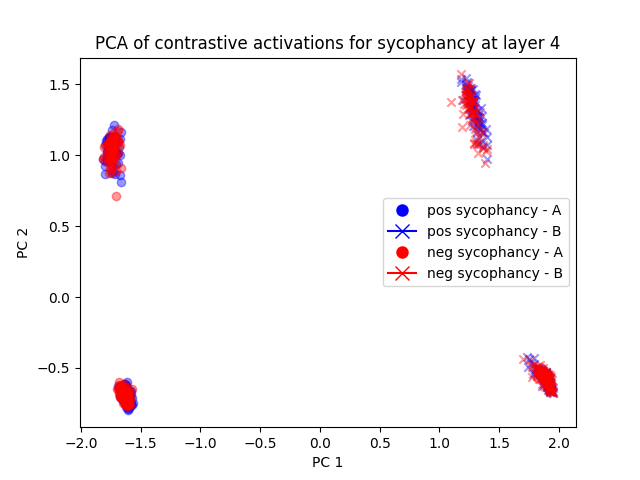 PCA of contrastive activations for sycophancy at layer 4
1.5
1.0
0.5
0.0
−0.5
PC 2
pos sycophancy - A
pos sycophancy - B
neg sycophancy - A
neg sycophancy - B
−2.0 −1.5 −1.0 −0.5 0.0 0.5 1.0 1.5 2.0
PC 1